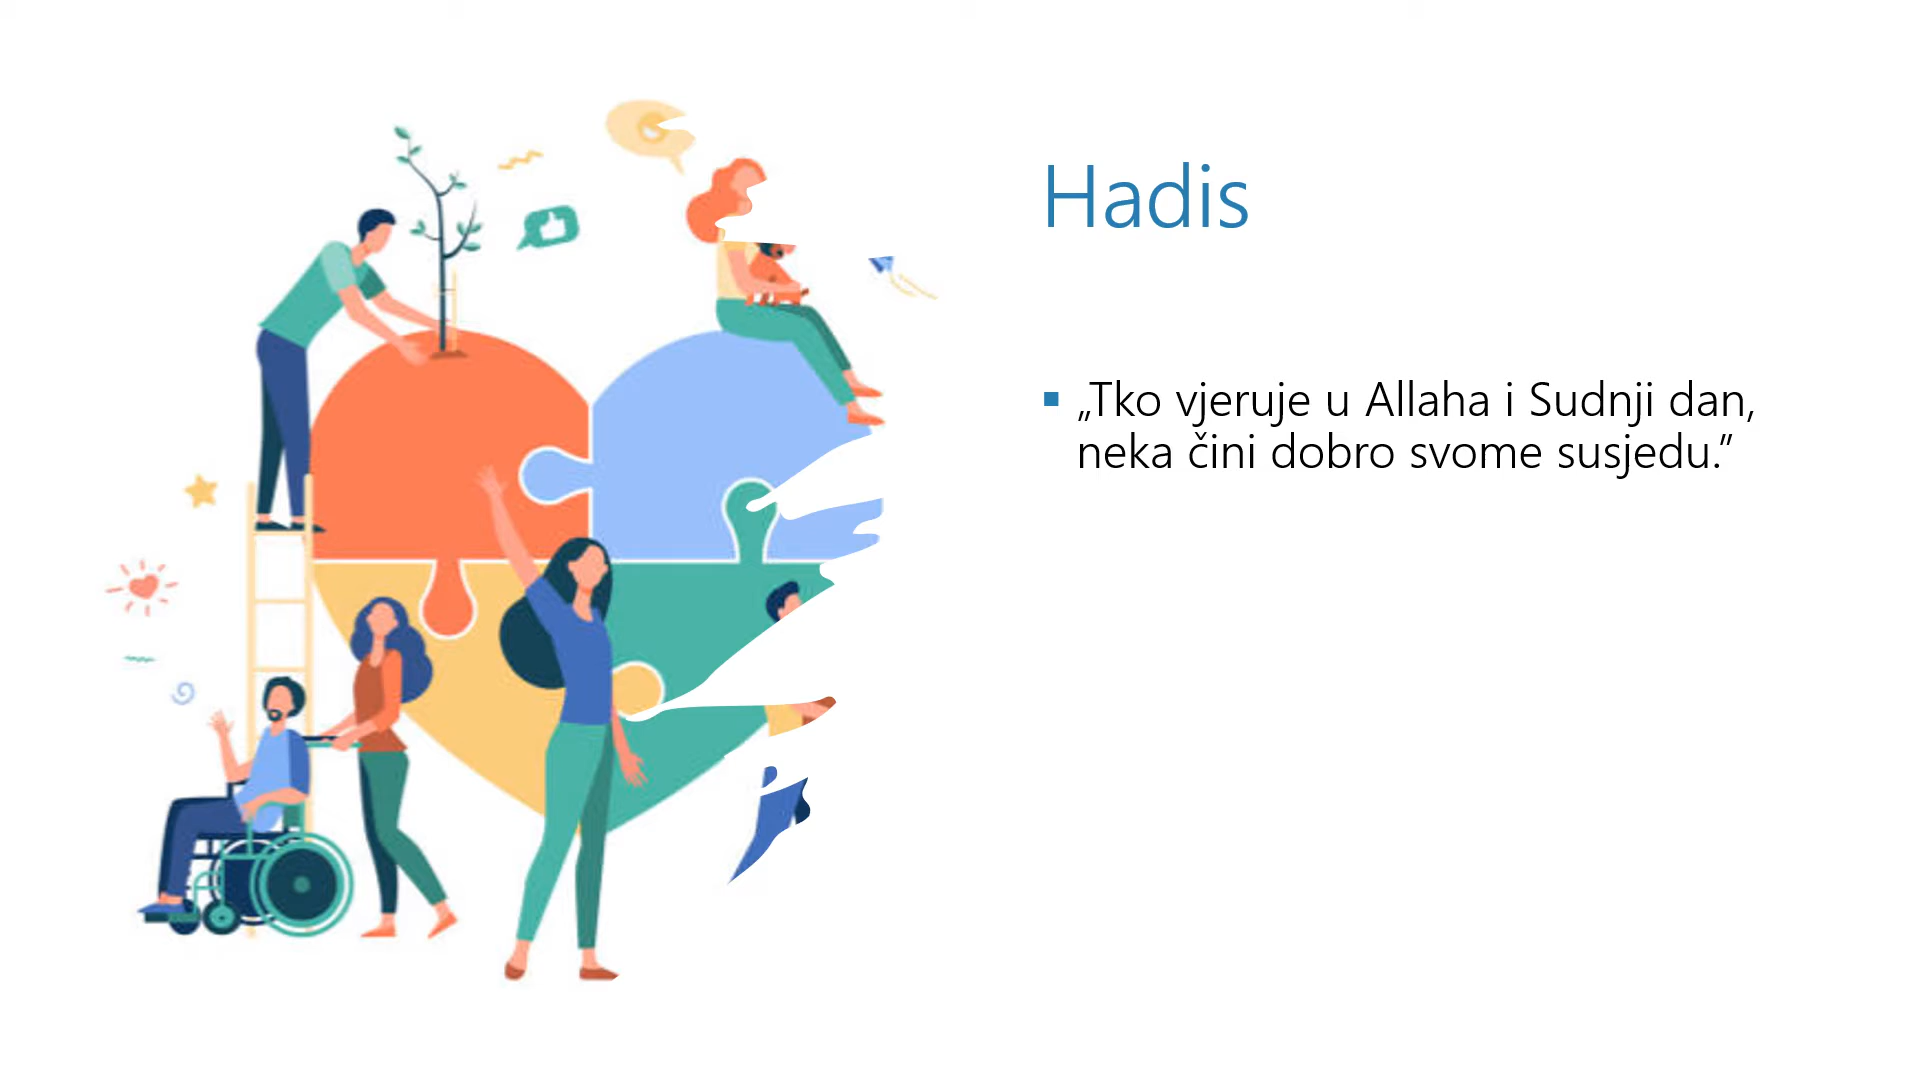 Hadis
„Tko vjeruje u Allaha i Sudnji dan,
neka čini dobro svome susjedu.”